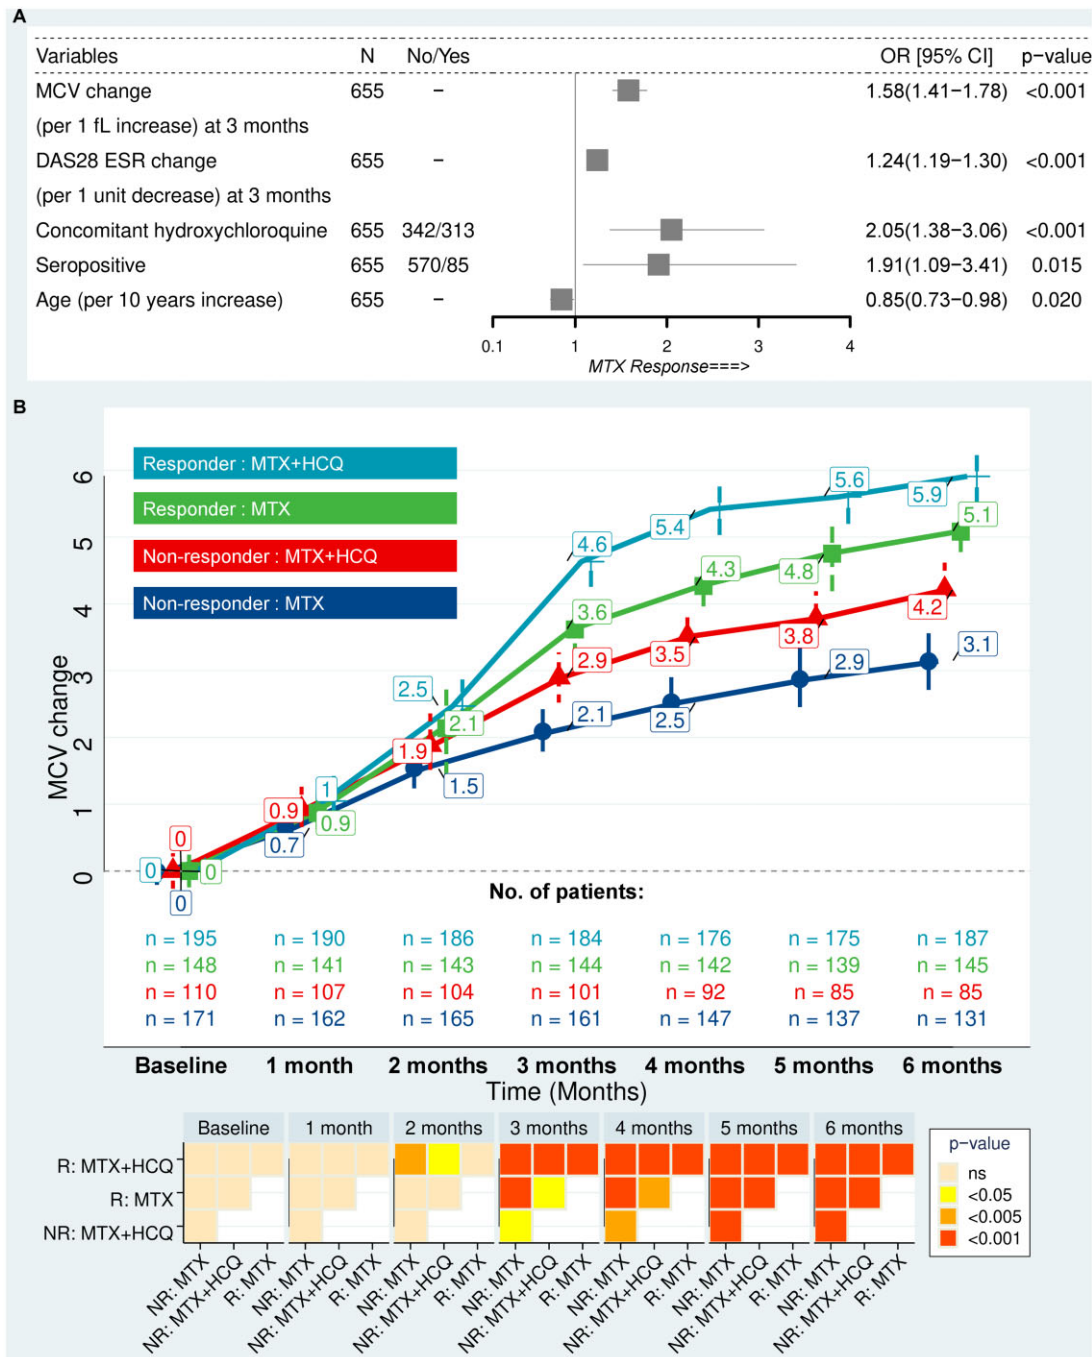 A
Variables N No/Yes OR [95% CI] p−value
MCV change 655 − 1.58(1.41−1.78) <0.001
(per 1 fL increase) at 3 months
DAS28 ESR change 655 − 1.24(1.19−1.30) <0.001
(per 1 unit decrease) at 3 months
Concomitant hydroxychloroquine 655 342/313 2.05(1.38−3.06) <0.001
Seropositive 655 570/85 1.91(1.09−3.41) 0.015
Age (per 10 years increase) 655 − 0.85(0.73−0.98) 0.020
0.1 1 2 3 4
MTX Response===>
B
Responder : MTX+HCQ
Responder : MTX
Non-responder : MTX+HCQ
Non-responder : MTX
MCV change
6
5
4
3
2
1
0
0 1 2.5 4.6 5.4 5.6 5.9
0 0.9 2.1 3.6 4.3 4.8 5.1
0 0.9 1.9 2.9 3.5 3.8 4.2
0 0.7 1.5 2.1 2.5 2.9 3.1
No. of patients:
n = 195 n = 190 n = 186 n = 184 n = 176 n = 175 n = 187
n = 148 n = 141 n = 143 n = 144 n = 142 n = 139 n = 145
n = 110 n = 107 n = 104 n = 101 n = 92 n = 85 n = 85
n = 171 n = 162 n = 165 n = 161 n = 147 n = 137 n = 131
Baseline 1 month 2 months 3 months 4 months 5 months 6 months
Time (Months)
Baseline 1 month 2 months 3 months 4 months 5 months 6 months
R: MTX+HCQ
R: MTX
NR: MTX+HCQ
NR: MTX NR: MTX+HCQ R: MTX NR: MTX NR: MTX+HCQ R: MTX NR: MTX NR: MTX+HCQ R: MTX NR: MTX NR: MTX+HCQ R: MTX NR: MTX NR: MTX+HCQ R: MTX NR: MTX NR: MTX+HCQ R: MTX NR: MTX NR: MTX+HCQ R: MTX
p−value
ns
<0.05
<0.005
<0.001